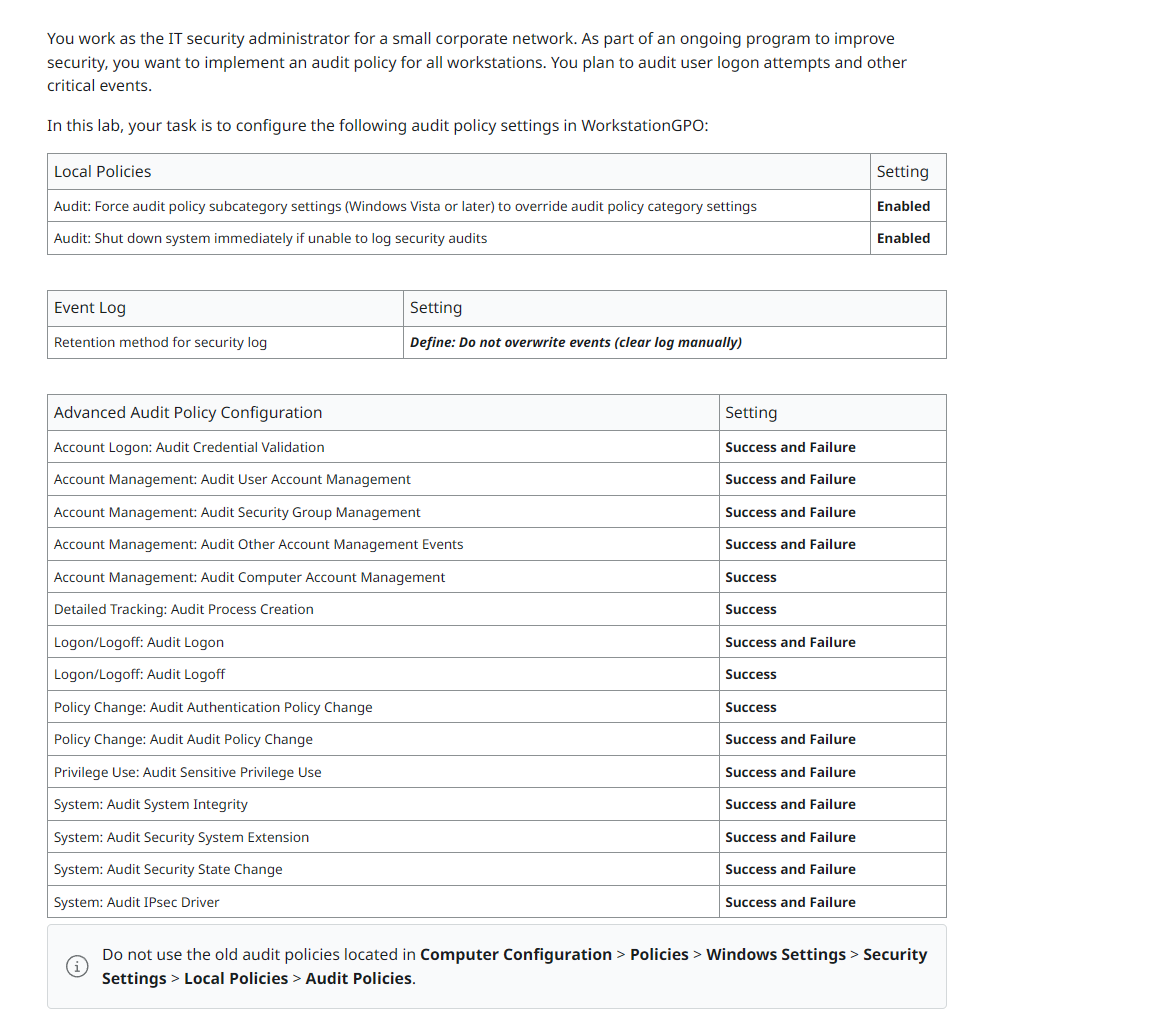 You work as the IT security administrator for a small corporate network. As part of an ongoing program to improve
security, you want to implement an audit policy for all workstations. You plan to audit user logon attempts and other
critical events.
In this lab, your task is to configure the following audit policy settings in WorkstationGPO:
Local Policies Setting
Audit: Force audit policy subcategory settings (Windows Vista or later) to override audit policy category settings Enabled
Audit: Shut down system immediately if unable to log security audits Enabled
Event Log Setting
Retention method for security log Define: Do not overwrite events (clear log manually)
Advanced Audit Policy Configuration Setting
Account Logon: Audit Credential Validation Success and Failure
Account Management: Audit User Account Management Success and Failure
Account Management: Audit Security Group Management Success and Failure
Account Management: Audit Other Account Management Events Success and Failure
Account Management: Audit Computer Account Management Success
Detailed Tracking: Audit Process Creation Success
Logon/Logoff: Audit Logon Success and Failure
Logon/Logoff: Audit Logoff Success
Policy Change: Audit Authentication Policy Change Success
Policy Change: Audit Audit Policy Change Success and Failure
Privilege Use: Audit Sensitive Privilege Use Success and Failure
System: Audit System Integrity Success and Failure
System: Audit Security System Extension Success and Failure
System: Audit Security State Change Success and Failure
System: Audit IPsec Driver Success and Failure
Do not use the old audit policies located in Computer Configuration > Policies > Windows Settings > Security
Settings > Local Policies > Audit Policies.